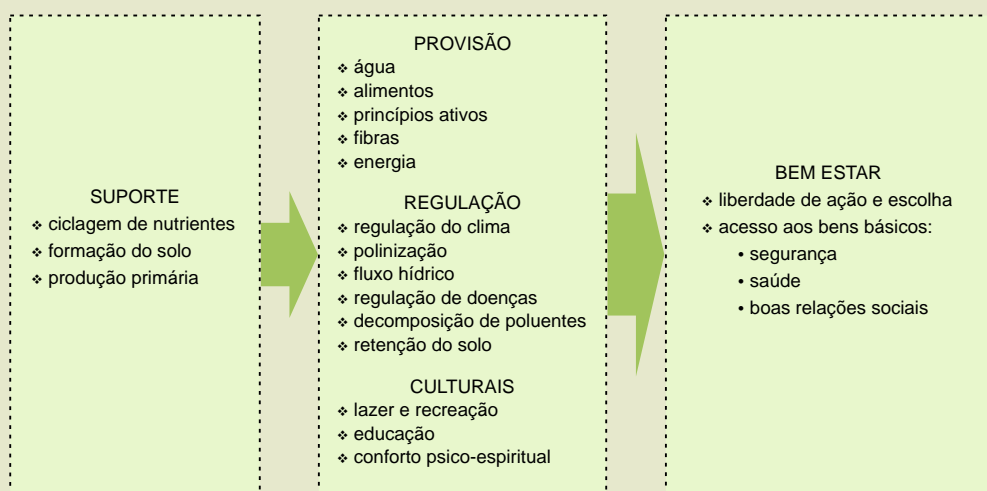 SUPORTE
❖ ciclagem de nutrientes
❖ formação do solo
❖ produção primária
PROVISÃO
❖ água
❖ alimentos
❖ princípios ativos
❖ fibras
❖ energia
REGULAÇÃO
❖ regulação do clima
❖ polinização
❖ fluxo hídrico
❖ regulação de doenças
❖ decomposição de poluentes
❖ retenção do solo
CULTURAIS
❖ lazer e recreação
❖ educação
❖ conforto psico-espiritual
BEM ESTAR
❖ liberdade de ação e escolha
❖ acesso aos bens básicos:
• segurança
• saúde
• boas relações sociais